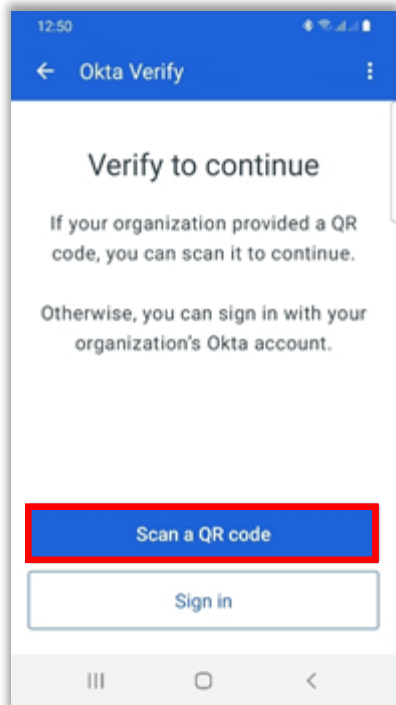 12:50
Okta Verify
Verify to continue
If your organization provided a QR
code, you can scan it to continue.
Otherwise, you can sign in with your
organization's Okta account.
Scan a QR code
Sign in